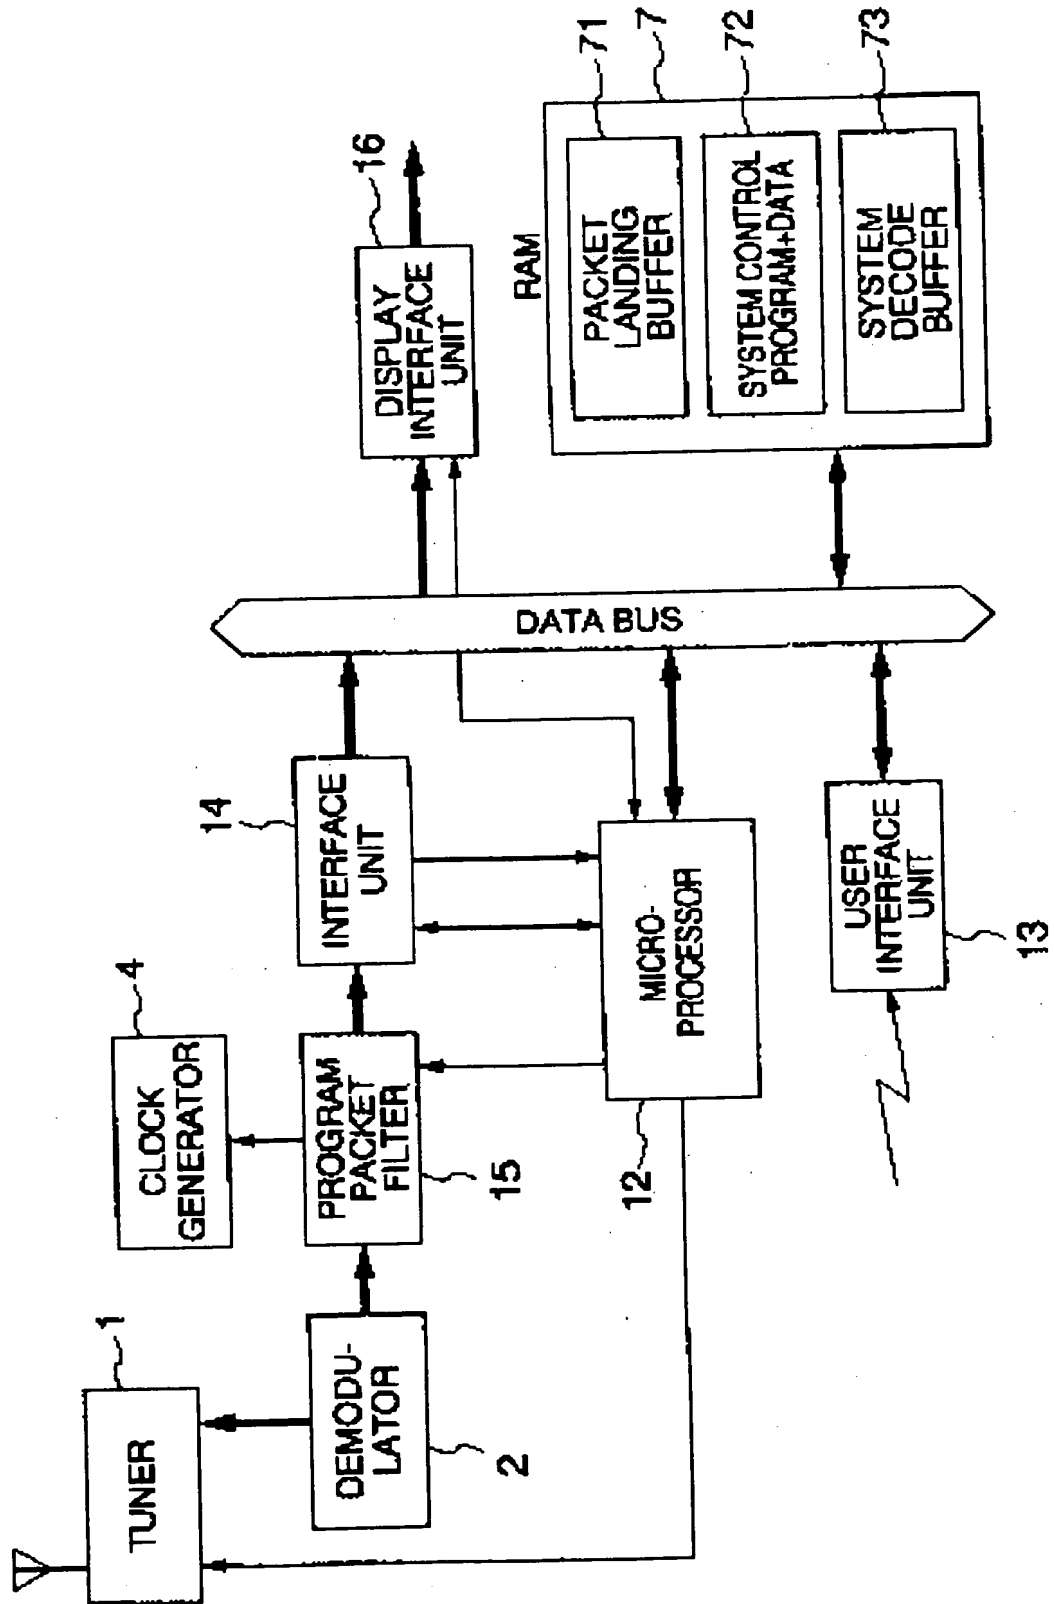 1
TUNER
DEMODU-
LATOR
2
4
CLOCK
GENERATOR
PROGRAM
PACKET
FILTER
15
14
INTERFACE
UNIT
12
MICRO-
PROCESSOR
13
USER
INTERFACE
UNIT
DATA BUS
16
DISPLAY
INTERFACE
UNIT
RAM
7
71
PACKET
LANDING
BUFFER
72
SYSTEM CONTROL
PROGRAM+DATA
73
SYSTEM
DECODE
BUFFER